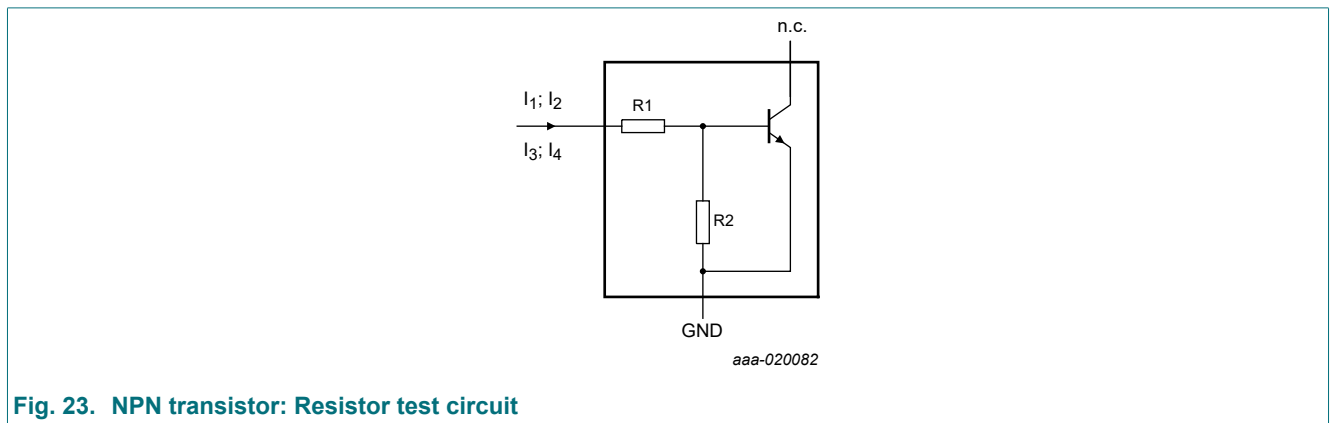 n.c.
I1; I2
R1
I3; I4
R2
GND
aaa-020082
Fig. 23. NPN transistor: Resistor test circuit